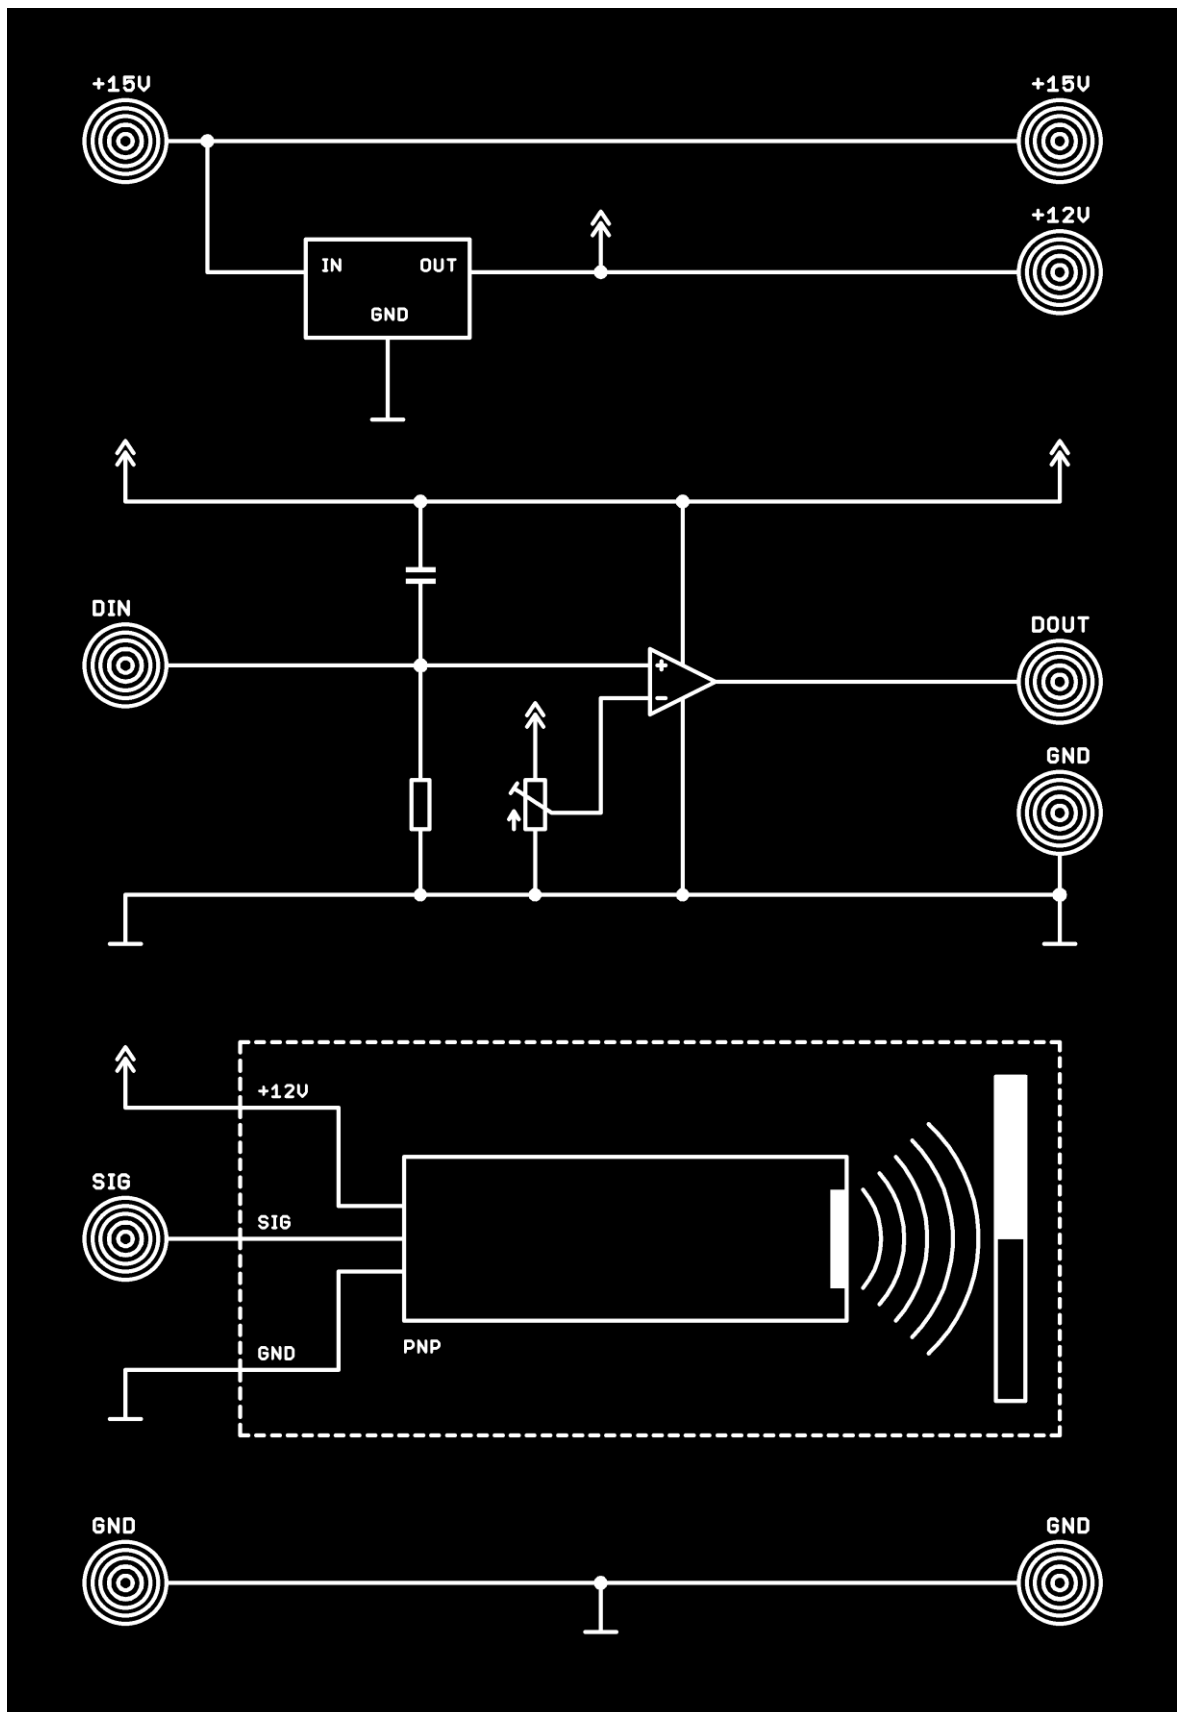 +15V
+15V
+12V
IN
OUT
GND
DIN
DOUT
GND
+12V
SIG
SIG
GND
PNP
GND
GND